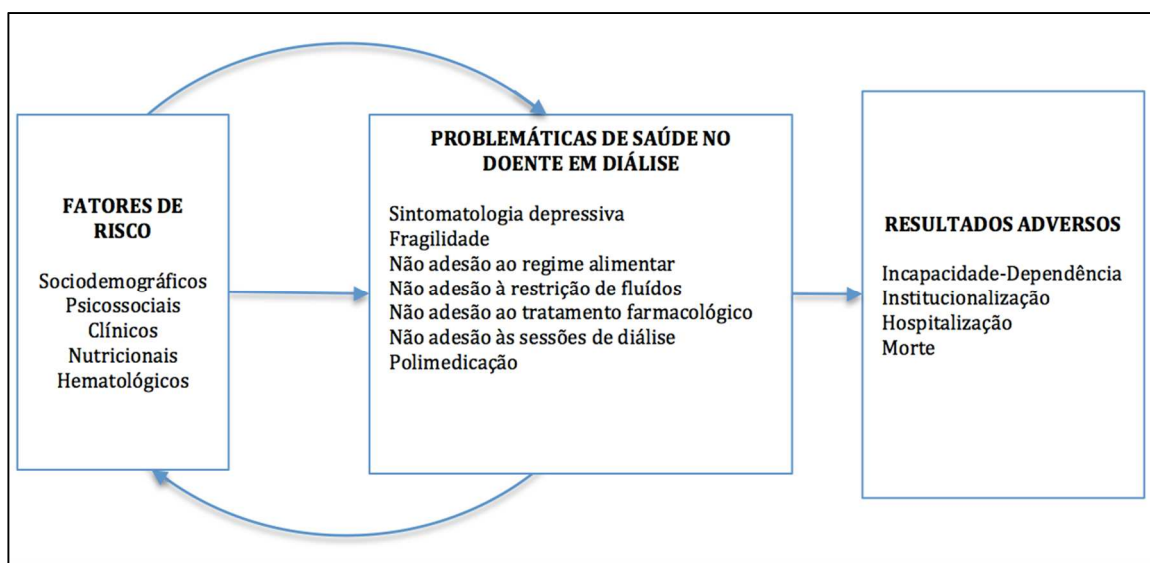 FATORES DE
RISCO
Sociodemográficos
Psicossociais
Clínicos
Nutricionais
Hematológicos
PROBLEMÁTICAS DE SAÚDE NO
DOENTE EM DIÁLISE
Sintomatologia depressiva
Fragilidade
Não adesão ao regime alimentar
Não adesão à restrição de fluídos
Não adesão ao tratamento farmacológico
Não adesão às sessões de diálise
Polimedicação
RESULTADOS ADVERSOS
Incapacidade-Dependência
Institucionalização
Hospitalização
Morte